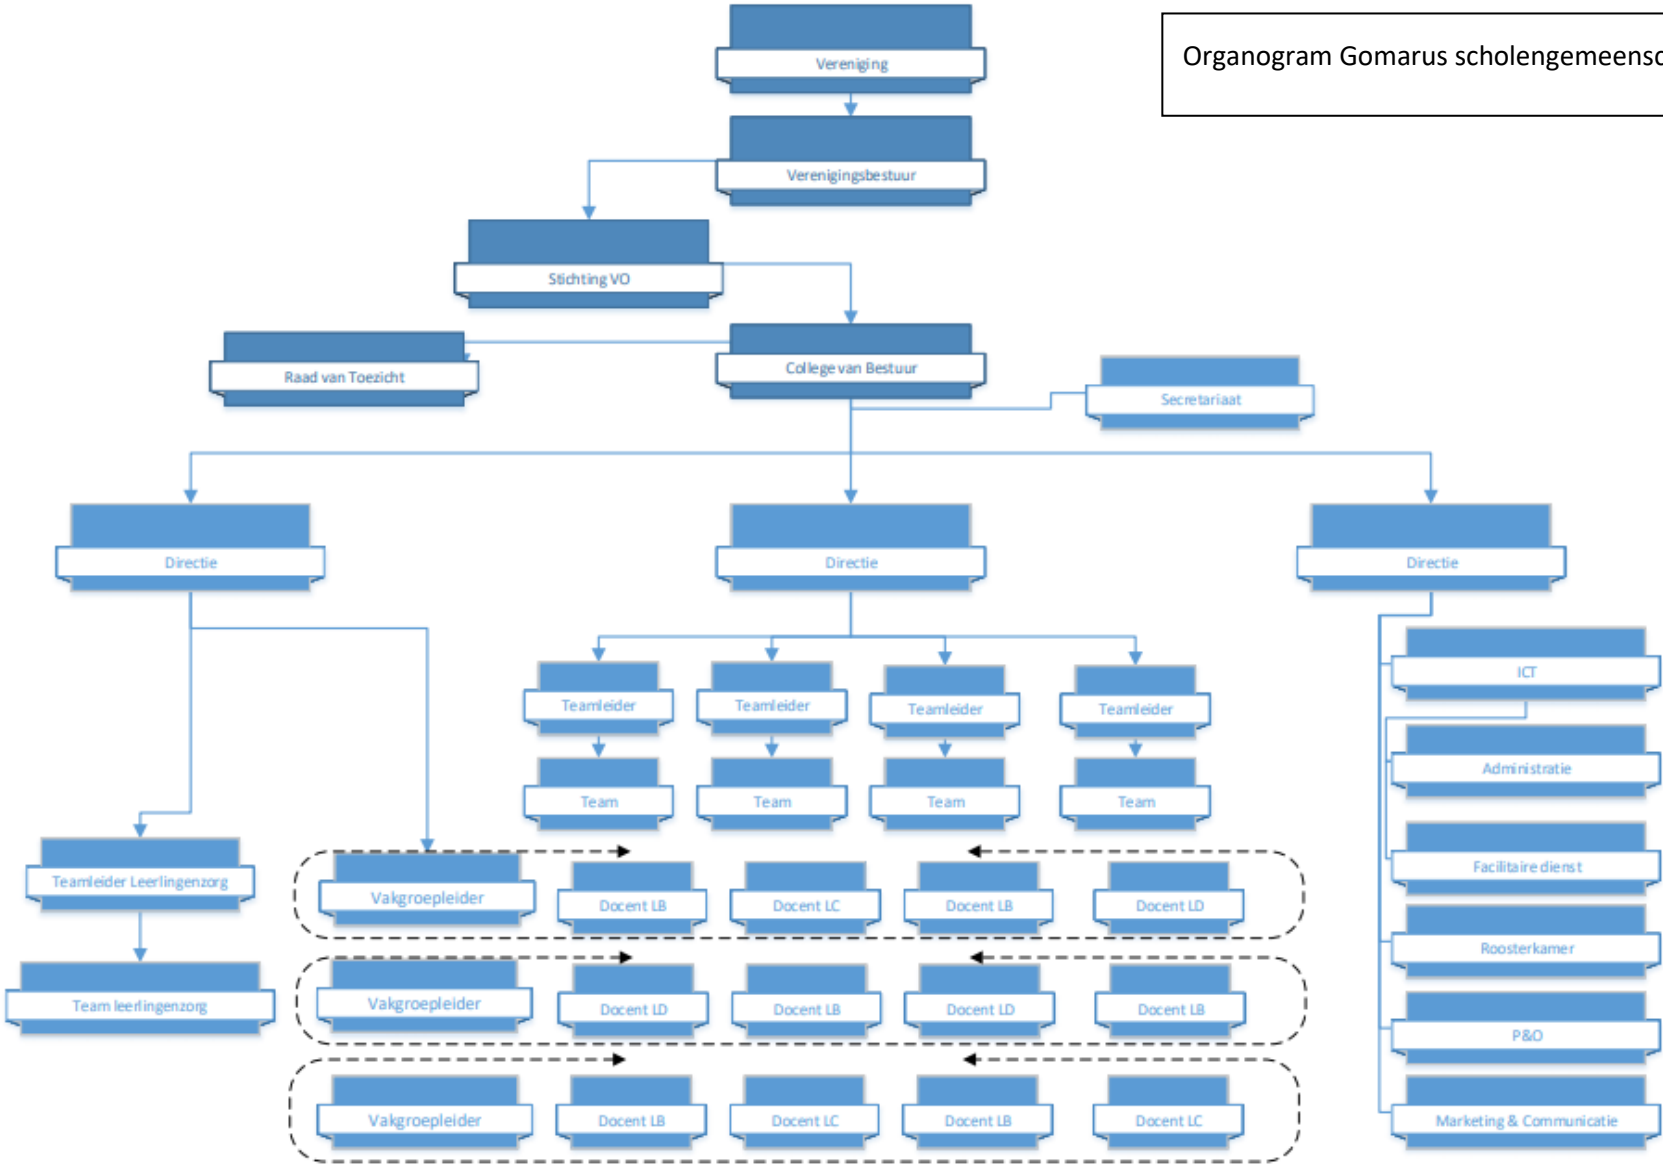 Organogram Gomarus scholengemeensc
Vereniging
Verenigingsbestuur
Stichting VO
Raad van Toezicht
College van Bestuur
Secretariaat
Directie
Directie
Directie
Teamleider
Teamleider
Teamleider
Teamleider
Team
Team
Team
Team
ICT
Administratie
Facilitaire dienst
Roosterkamer
P&O
Marketing & Communicatie
Teamleider Leerlingenzorg
Team leerlingenzorg
Vakgroepleider
Docent LB
Docent LC
Docent LB
Docent LD
Vakgroepleider
Docent LD
Docent LB
Docent LD
Docent LB
Vakgroepleider
Docent LB
Docent LC
Docent LB
Docent LC